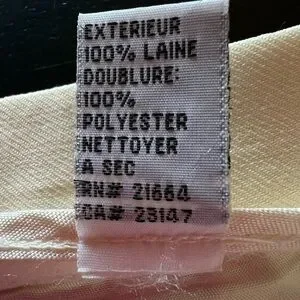 EXTERIEUR
100% LAINE
DOUBLURE:
100%
POLYESTER
NETTOYER
A SEC
RN# 21664
CA# 23147